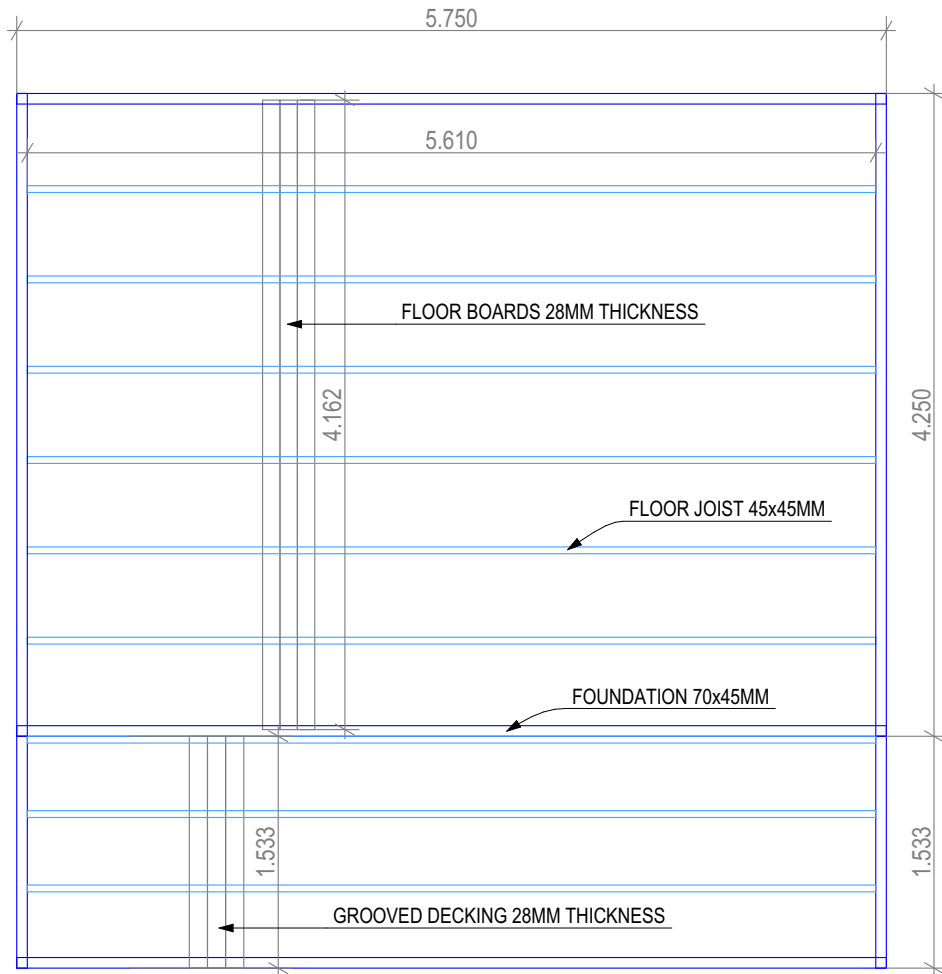 5.750
5.610
FLOOR BOARDS 28MM THICKNESS
4.162
4.250
FLOOR JOIST 45x45MM
FOUNDATION 70x45MM
1.533
1.533
GROOVED DECKING 28MM THICKNESS